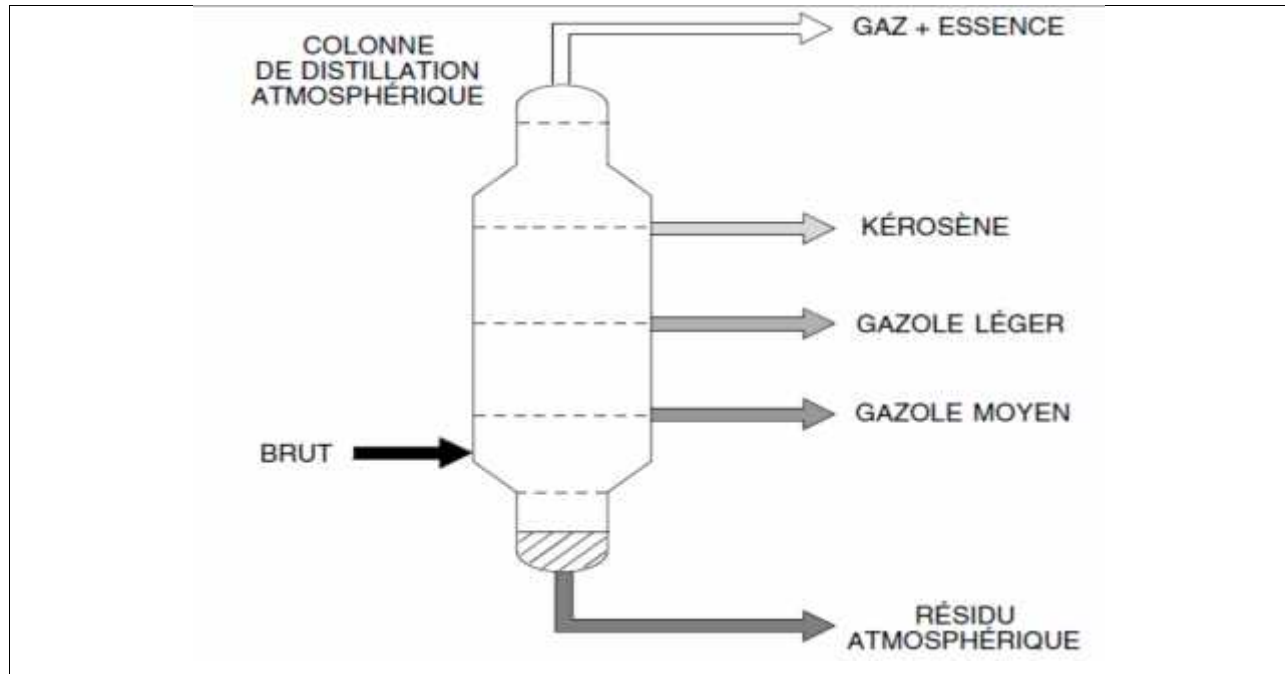 COLONNE
DE DISTILLATION
ATMOSPHÉRIQUE
GAZ + ESSENCE
KÉROSÈNE
GAZOLE LÉGER
GAZOLE MOYEN
BRUT
RÉSIDU
ATMOSPHÉRIQUE